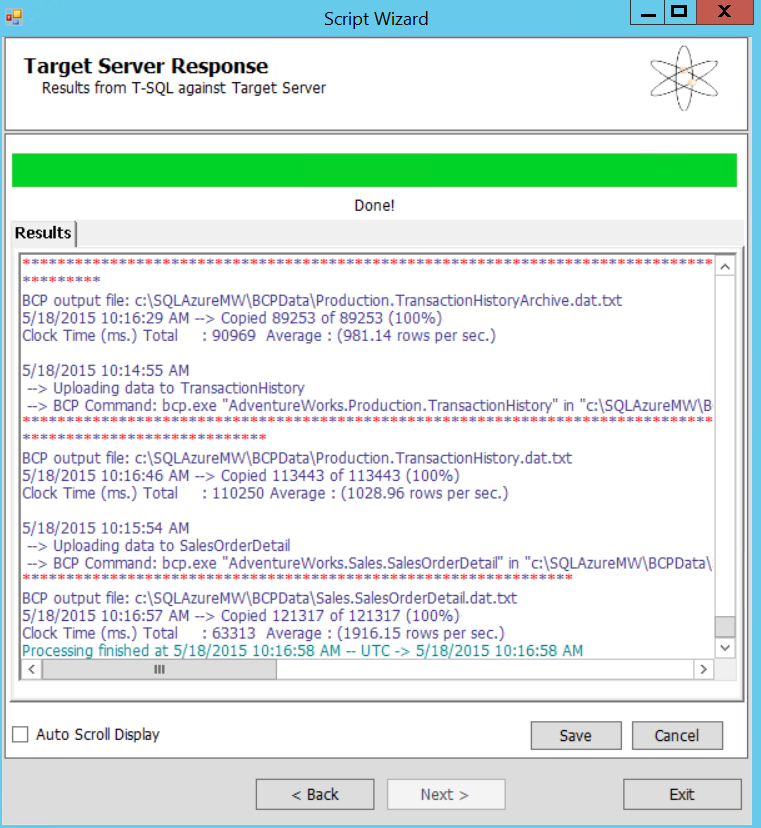 Script Wizard
Target Server Response
Results from T-SQL against Target Server
Done!
Results
*******************************************************************************
*********
BCP output file: c:\SQLAzureMW\BCPData\Production.TransactionHistoryArchive.dat.txt
5/18/2015 10:16:29 AM --> Copied 89253 of 89253 (100%)
Clock Time (ms.) Total     : 90969  Average : (981.14 rows per sec.)
5/18/2015 10:14:55 AM
--> Uploading data to TransactionHistory
--> BCP Command: bcp.exe "AdventureWorks.Production.TransactionHistory" in "c:\SQLAzureMW\B
*******************************************************************************
****************************
BCP output file: c:\SQLAzureMW\BCPData\Production.TransactionHistory.dat.txt
5/18/2015 10:16:46 AM --> Copied 113443 of 113443 (100%)
Clock Time (ms.) Total     : 110250 Average : (1028.96 rows per sec.)
5/18/2015 10:15:54 AM
--> Uploading data to SalesOrderDetail
--> BCP Command: bcp.exe "AdventureWorks.Sales.SalesOrderDetail" in "c:\SQLAzureMW\BCPData\
***************************************************************
BCP output file: c:\SQLAzureMW\BCPData\Sales.SalesOrderDetail.dat.txt
5/18/2015 10:16:57 AM --> Copied 121317 of 121317 (100%)
Clock Time (ms.) Total     : 63313  Average : (1916.15 rows per sec.)
Processing finished at 5/18/2015 10:16:58 AM -- UTC -> 5/18/2015 10:16:58 AM
Auto Scroll Display
Save
Cancel
< Back
Next >
Exit